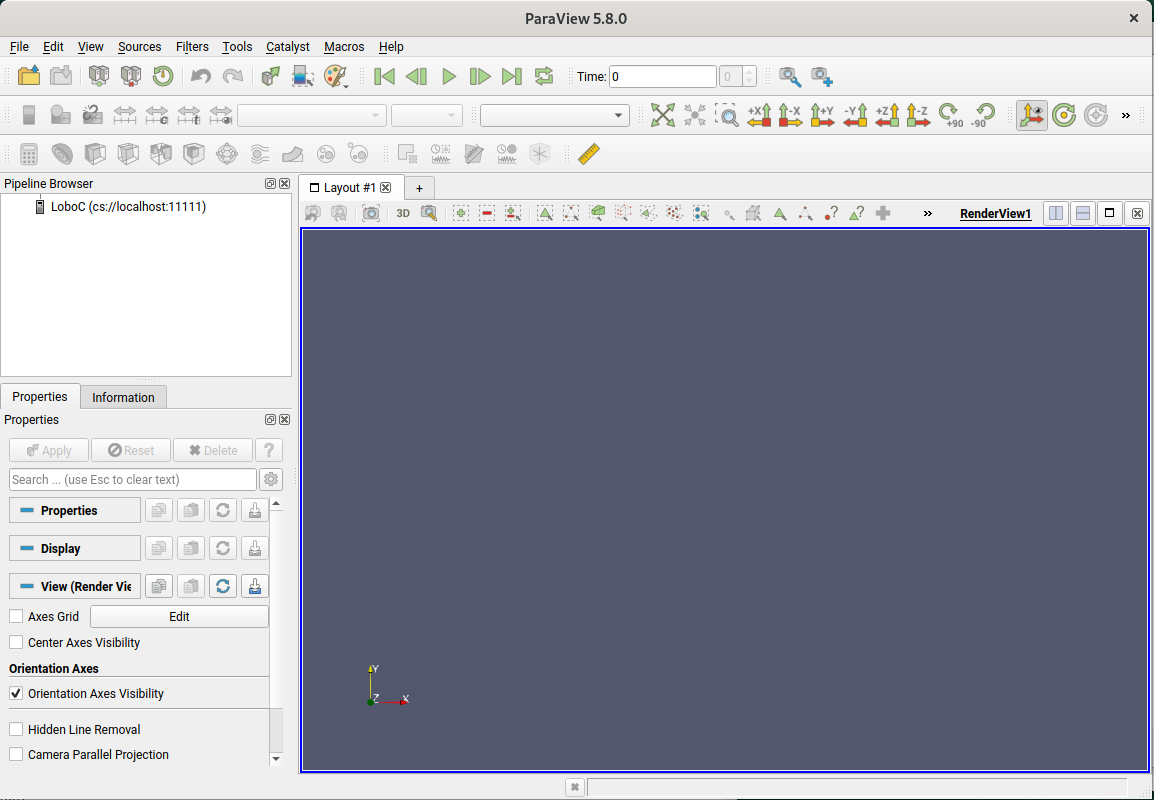 ParaView 5.8.0
File Edit View Sources Filters Tools Catalyst Macros Help
Time: 0 0
+X -X +Y -Y +Z -Z +90 -90 »
Pipeline Browser
LoboC (cs://localhost:11111)
Layout #1 +
3D » RenderView1
Properties Information
Properties
Apply Reset Delete ?
Search ... (use Esc to clear text)
Properties
Display
View (Render Vie
Axes Grid Edit
Center Axes Visibility
Orientation Axes
Orientation Axes Visibility
Hidden Line Removal
Camera Parallel Projection
Y
Z X